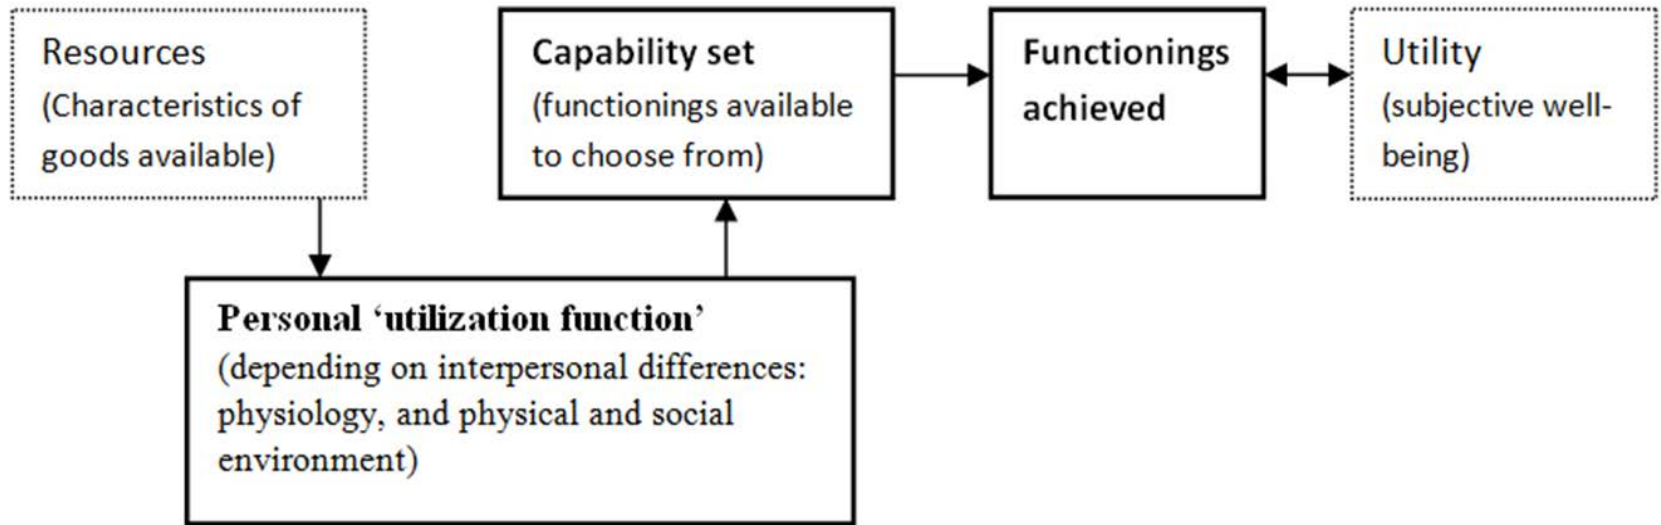 Resources
(Characteristics of
goods available)
Capability set
(functionings available
to choose from)
Functionings
achieved
Utility
(subjective well-
being)
Personal ‘utilization function’
(depending on interpersonal differences:
physiology, and physical and social
environment)